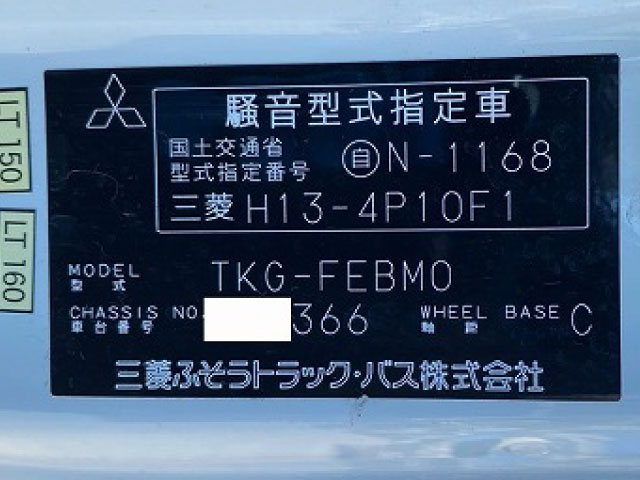 騒音型式指定車
国土交通省
型式指定番号 自N-1168
三菱 H13-4P10F1
MODEL
型式 TKG-FEBM0
CHASSIS NO.
車台番号 366
WHEEL BASE
軸距 C
三菱ふそうトラック・バス株式会社
LT 150
LT 160